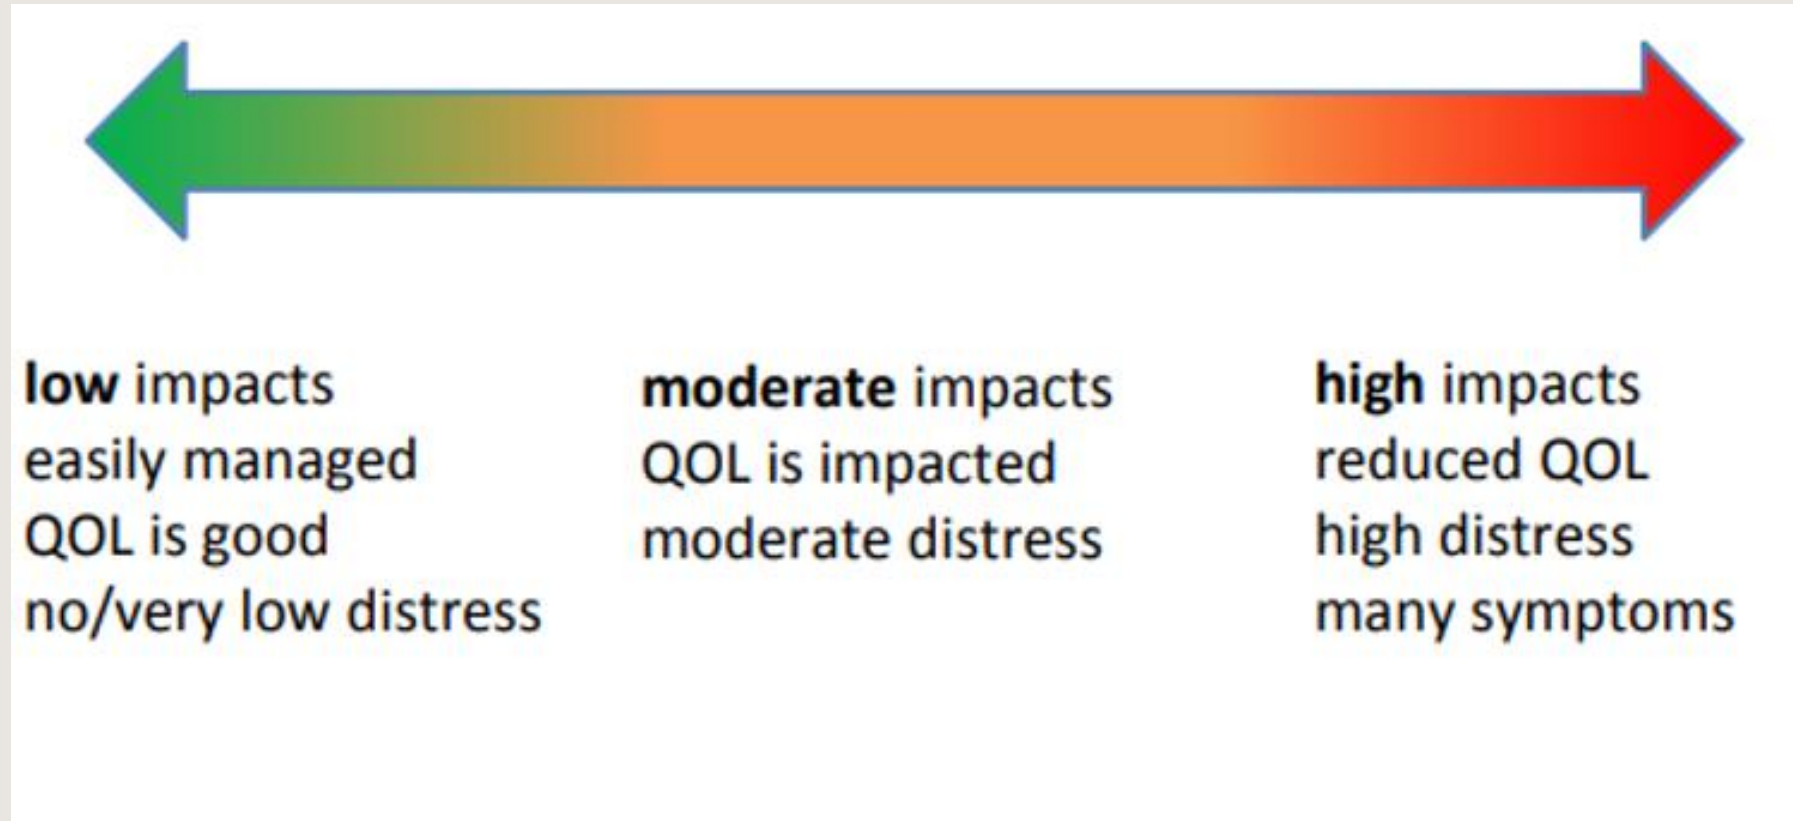 low impacts
easily managed
QOL is good
no/very low distress
moderate impacts
QOL is impacted
moderate distress
high impacts
reduced QOL
high distress
many symptoms